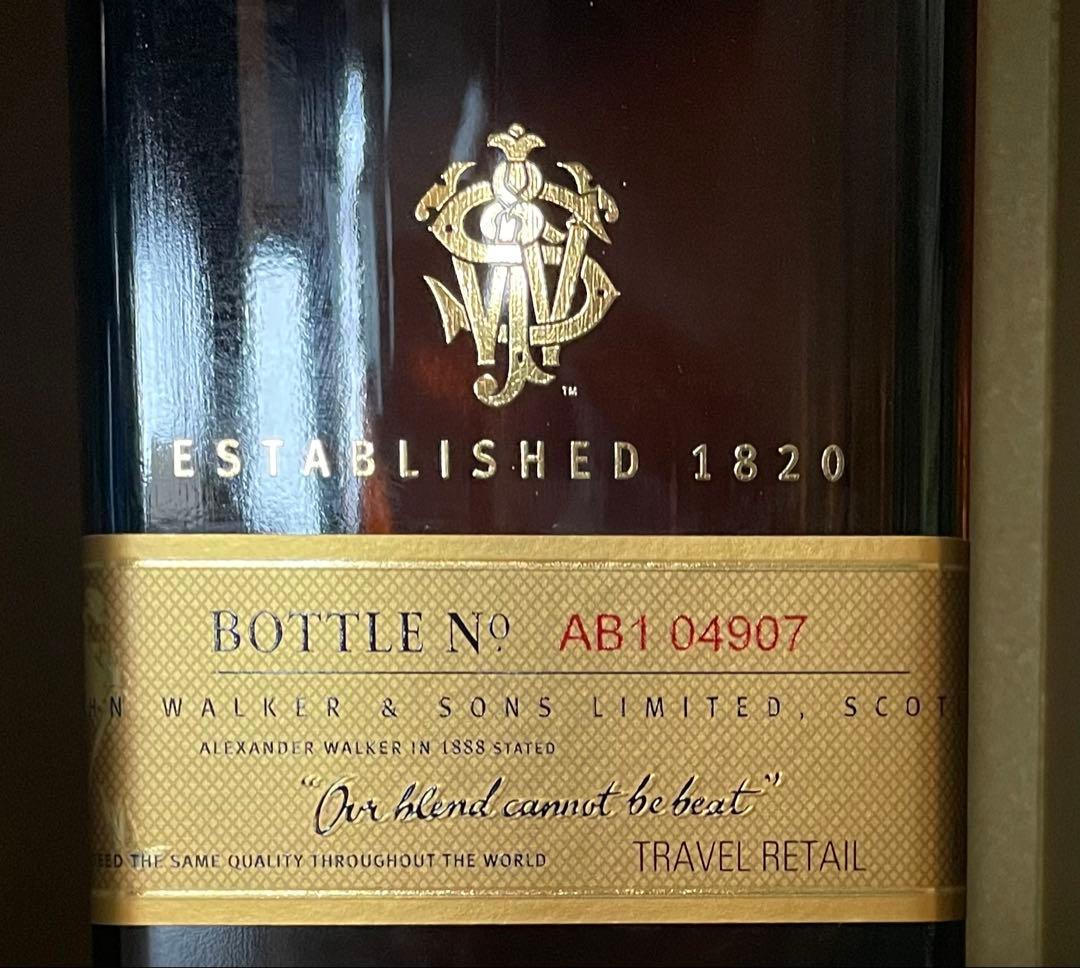 ™
ESTABLISHED 1820
BOTTLE Nº AB1 04907
WALKER & SONS LIMITED,
ALEXANDER WALKER IN 1888 STATED
"Our blend cannot be beat"
THE SAME QUALITY THROUGHOUT THE WORLD
TRAVEL RETAIL